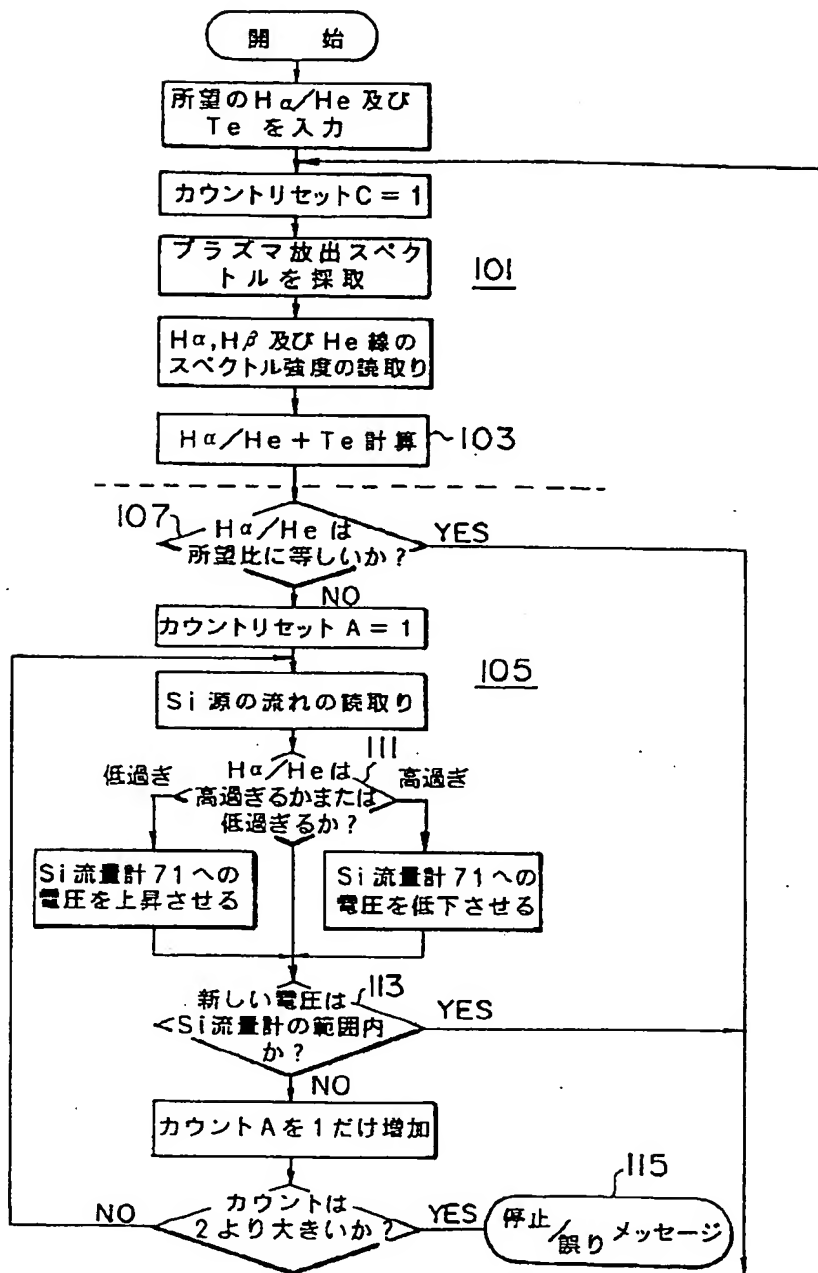 開 始
所望のHα/He及び
Te を入力
カウントリセットC=1
プラズマ放出スペク
トルを採取
101
Hα,Hβ及びHe線の
スペクトル強度の読取り
Hα/He+Te計算
103
107
Hα/He は
所望比に等しいか?
YES
NO
カウントリセット A=1
105
Si源の流れの読取り
111
低過ぎ
Hα/Heは
高過ぎるかまたは
低過ぎるか?
高過ぎ
Si流量計71への
電圧を上昇させる
Si流量計71への
電圧を低下させる
113
新しい電圧は
Si流量計の範囲内
か?
YES
NO
カウントAを1だけ増加
115
カウントは
2より大きいか?
NO
YES
停止/誤りメッセージ